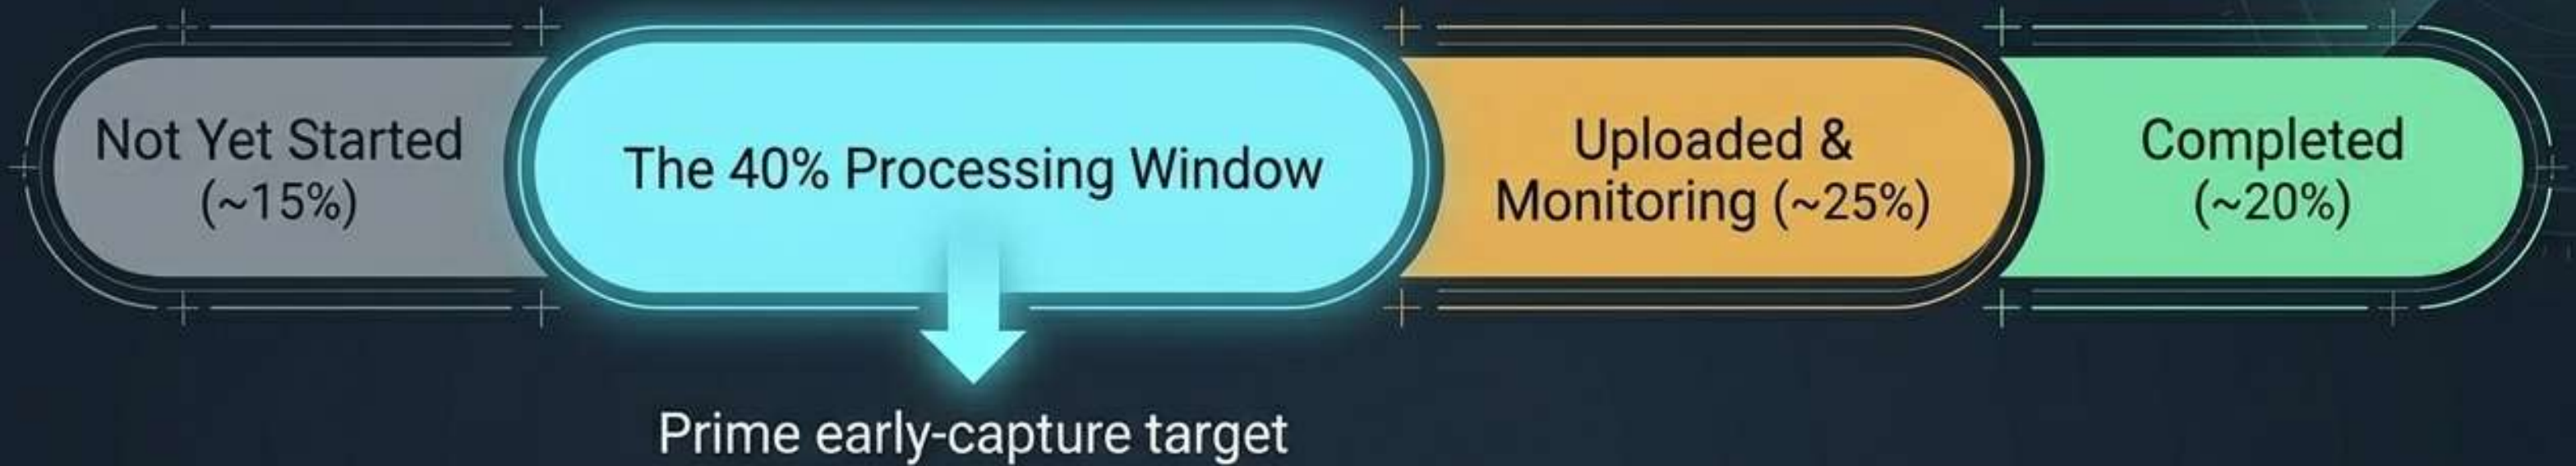 Not Yet Started
(~15%)
The 40% Processing Window
Uploaded &
Monitoring (~25%)
Completed
(~20%)
Prime early-capture target